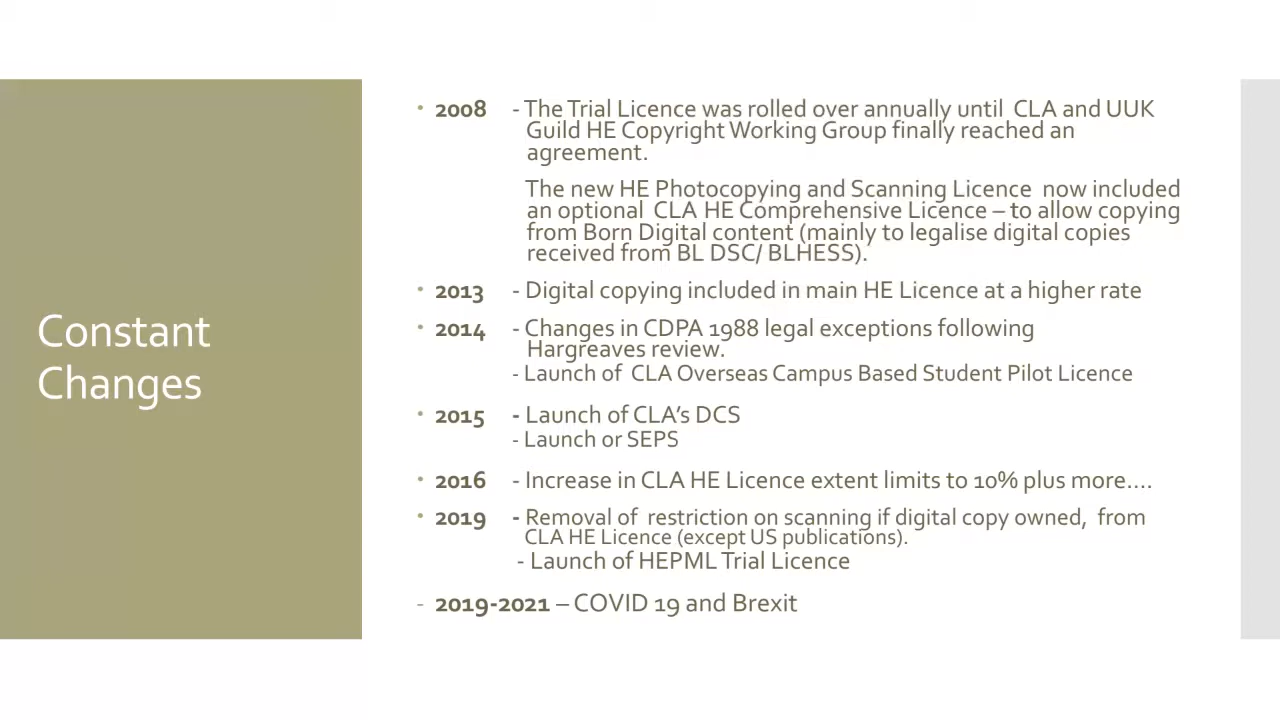 Constant
Changes
• 2008 - The Trial Licence was rolled over annually until CLA and UUK
Guild HE Copyright Working Group finally reached an
agreement.
The new HE Photocopying and Scanning Licence now included
an optional CLA HE Comprehensive Licence – to allow copying
from Born Digital content (mainly to legalise digital copies
received from BL DSC/ BLHESS).
• 2013 - Digital copying included in main HE Licence at a higher rate
• 2014 - Changes in CDPA 1988 legal exceptions following
Hargreaves review.
- Launch of CLA Overseas Campus Based Student Pilot Licence
• 2015 - Launch of CLA's DCS
- Launch or SEPS
• 2016 - Increase in CLA HE Licence extent limits to 10% plus more....
• 2019 - Removal of restriction on scanning if digital copy owned, from
CLA HE Licence (except US publications).
- Launch of HEPML Trial Licence
- 2019-2021 – COVID 19 and Brexit